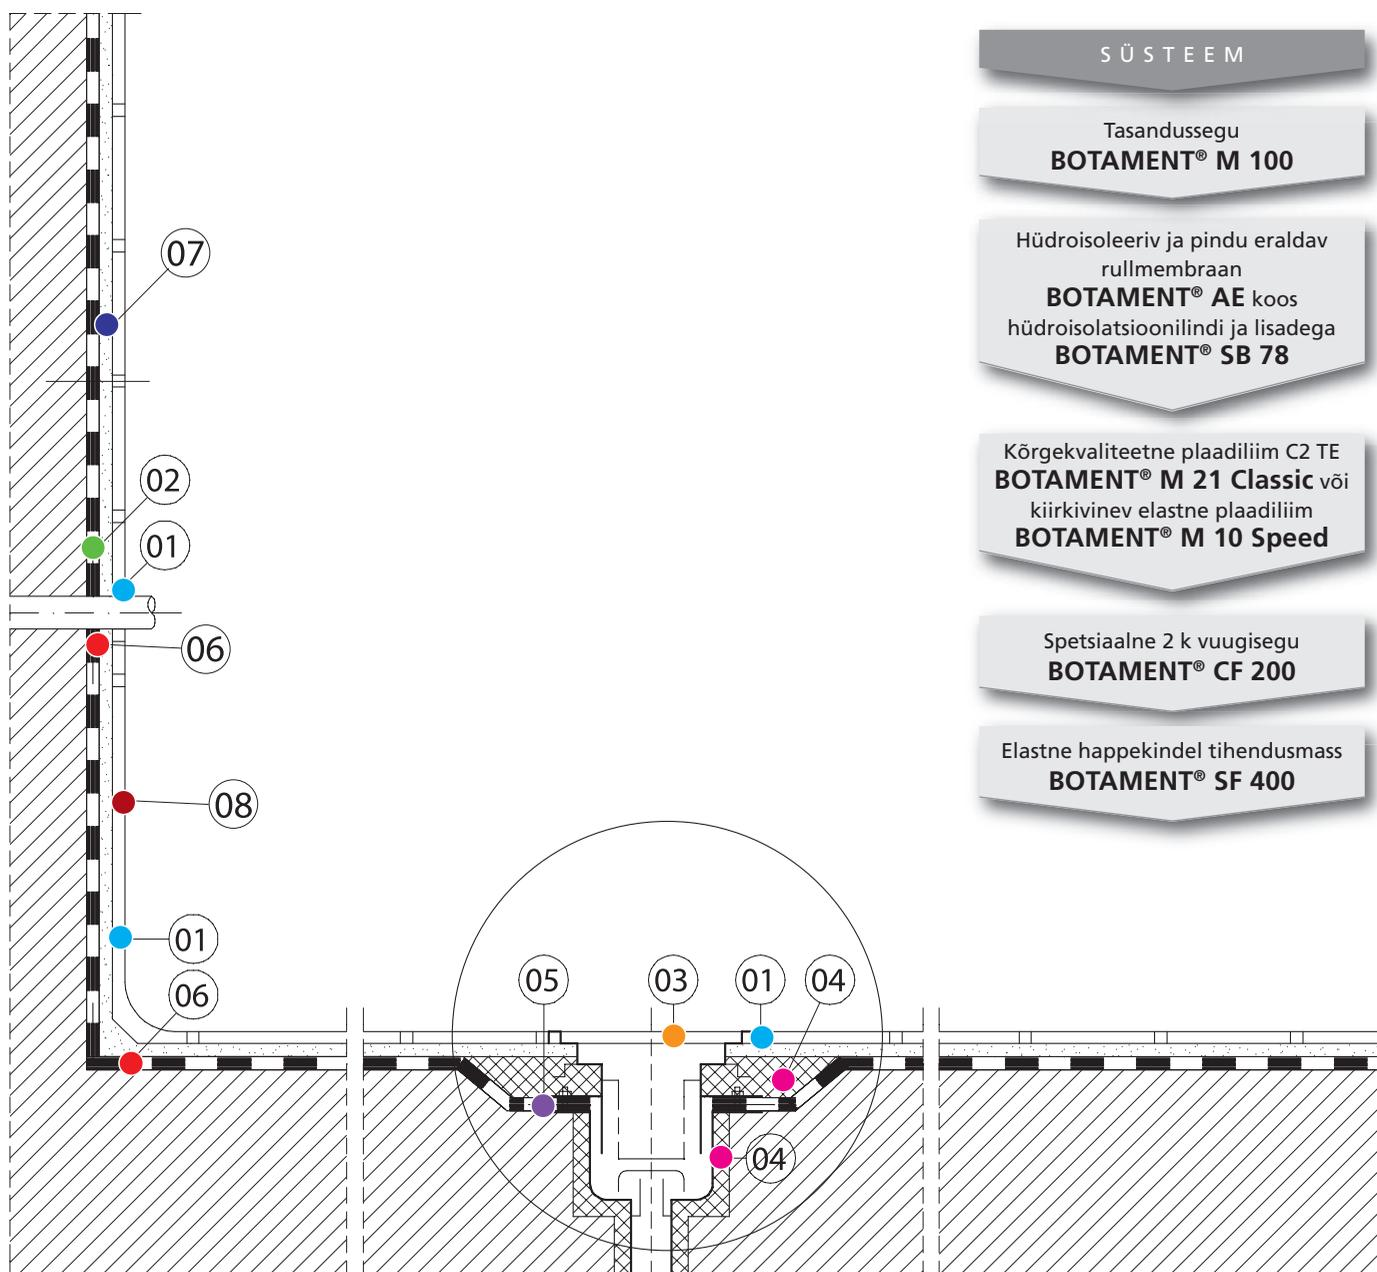 SÜSTEEM
Tasandussegu
BOTAMENT® M 100
Hüdroisoleeriv ja pindu eraldav
rullmembraan
BOTAMENT® AE koos
hüdroisolatsioonilindi ja lisadega
BOTAMENT® SB 78
Kõrgekvaliteetne plaadiliim C2 TE
BOTAMENT® M 21 Classic või
kiirkivinev elastne plaadiliim
BOTAMENT® M 10 Speed
Spetsiaalne 2 k vuugisegu
BOTAMENT® CF 200
Elastne happekindel tihendusmass
BOTAMENT® SF 400
07
02
01
06
08
01
06
05
03
01
04
04